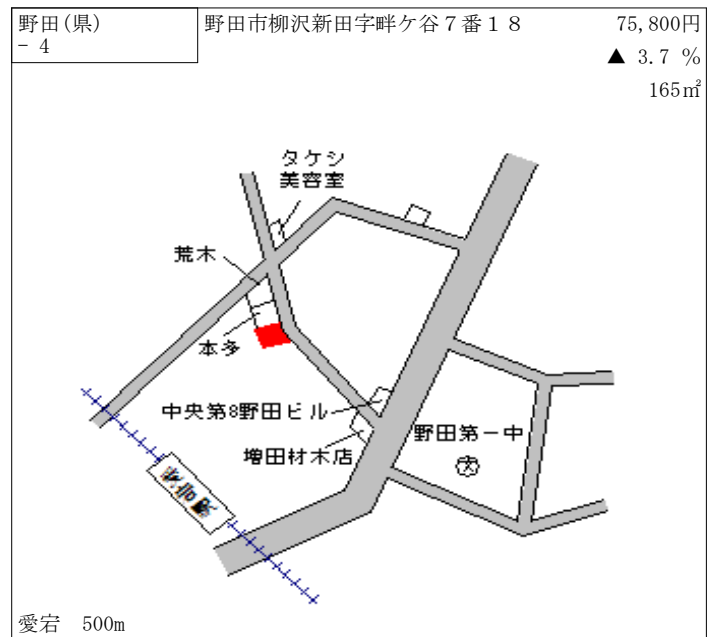 野田(県)
- 4
野田市柳沢新田字畔ケ谷７番１８
75,800円
▲ 3.7 %
165㎡
タケシ
美容室
荒木
本多
中央第8野田ビル
増田材木店
野田第一中
愛宕 500m